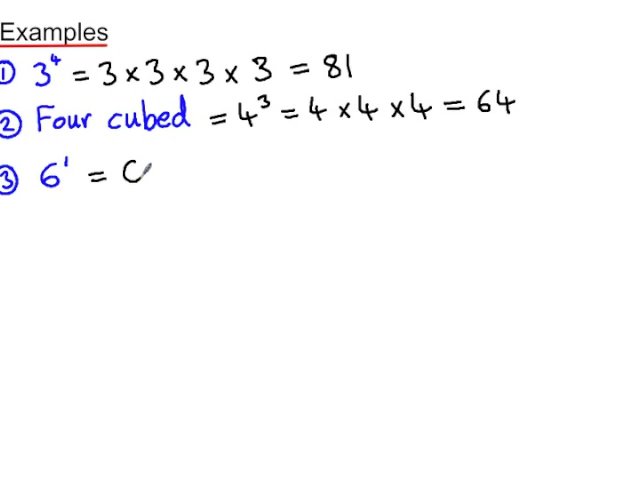 Examples
① 3⁴ = 3 × 3 × 3 × 3 = 81
② Four cubed = 4³ = 4 × 4 × 4 = 64
③ 6¹ =